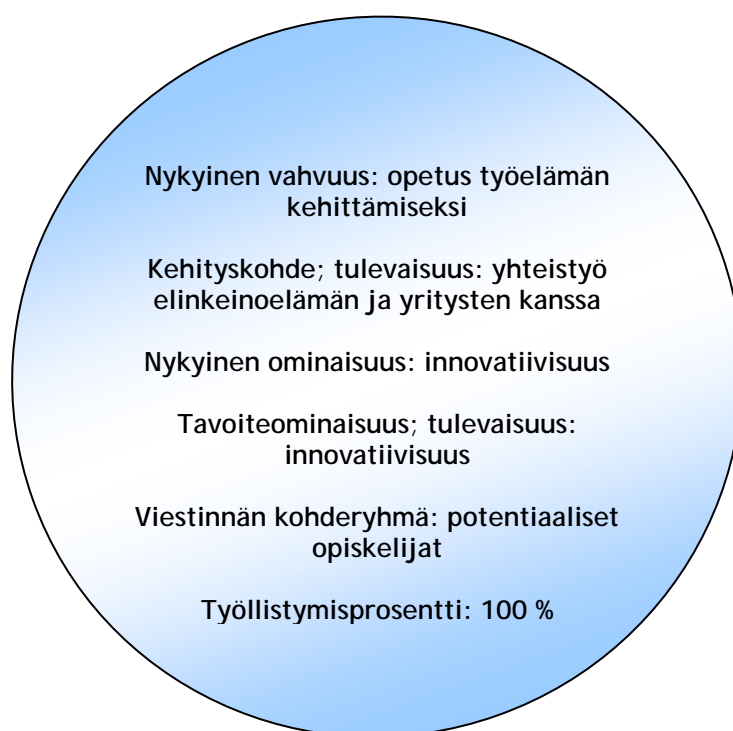 Nykyinen vahvuus: opetus työelämän
kehittämiseksi
Kehityskohde; tulevaisuus: yhteistyö
elinkeinoelämän ja yritysten kanssa
Nykyinen ominaisuus: innovatiivisuus
Tavoiteominaisuus; tulevaisuus:
innovatiivisuus
Viestinnän kohderyhmä: potentiaaliset
opiskelijat
Työllistymisprosentti: 100 %